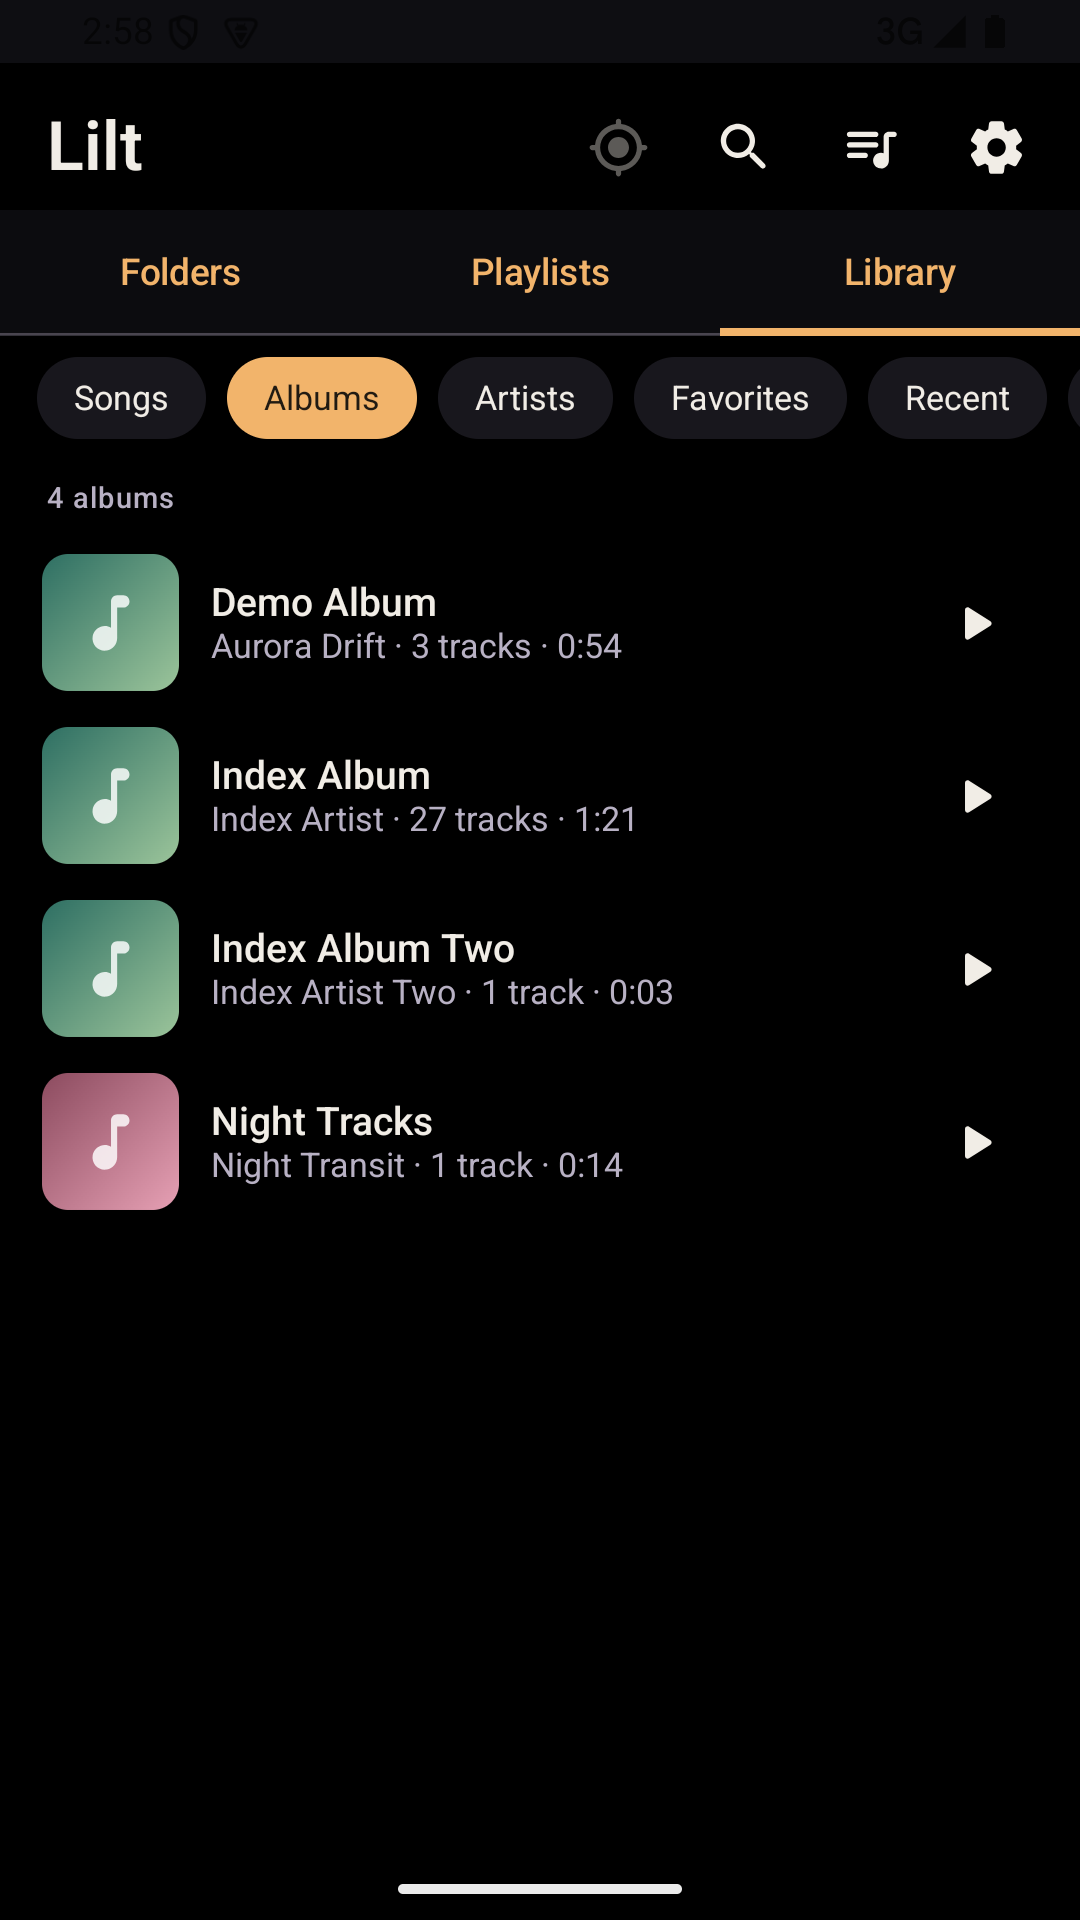 2:58
3G
Lilt
Folders
Playlists
Library
Songs
Albums
Artists
Favorites
Recent
4 albums
Demo Album
Aurora Drift · 3 tracks · 0:54
Index Album
Index Artist · 27 tracks · 1:21
Index Album Two
Index Artist Two · 1 track · 0:03
Night Tracks
Night Transit · 1 track · 0:14